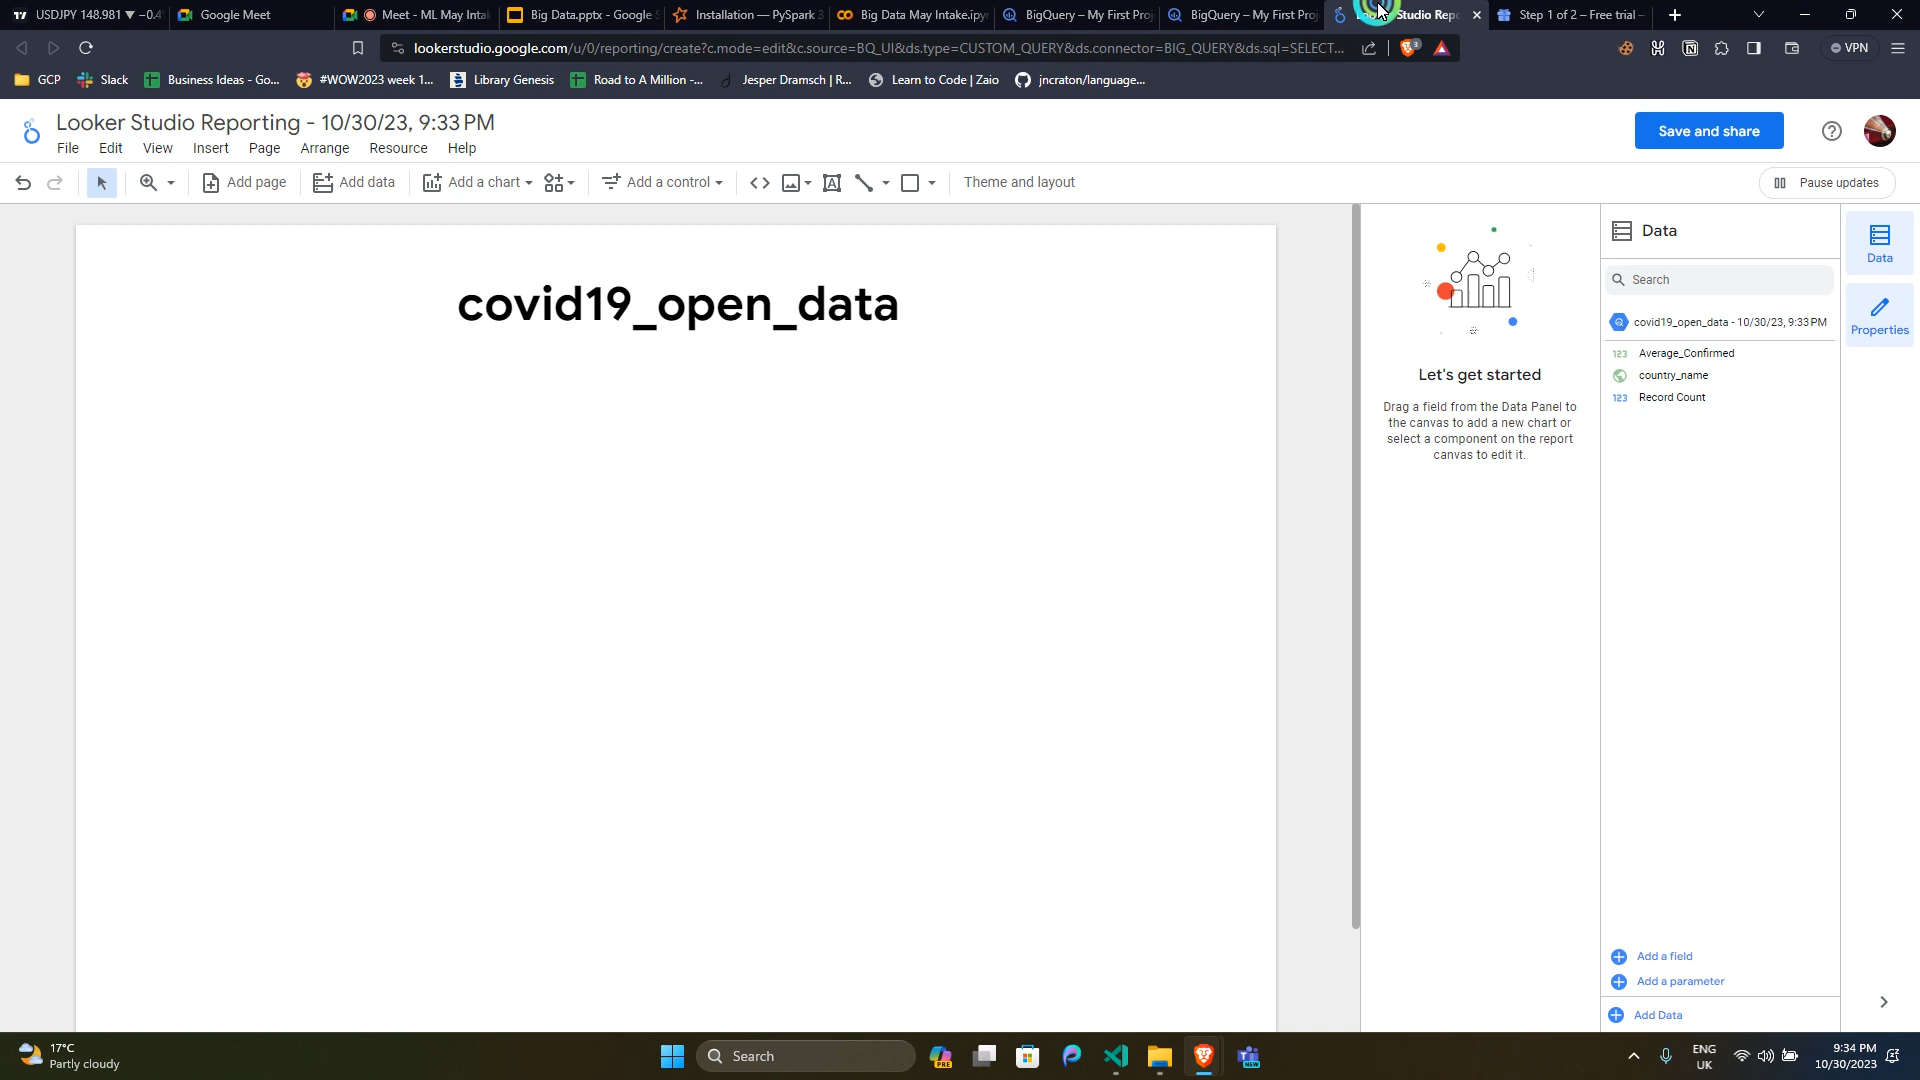 USDJPY 148.981 ▼ −0.4
Google Meet
Meet - ML May Intak
Big Data.pptx - Google S
Installation — PySpark 3
Big Data May Intake.ipyn
BigQuery – My First Proj
BigQuery – My First Proj
Studio Repo
Step 1 of 2 – Free trial –
lookerstudio.google.com/u/0/reporting/create?c.mode=edit&c.source=BQ_UI&ds.type=CUSTOM_QUERY&ds.connector=BIG_QUERY&ds.sql=SELECT...
3
VPN
GCP
Slack
Business Ideas - Go...
#WOW2023 week 1...
Library Genesis
Road to A Million -...
Jesper Dramsch | R...
Learn to Code | Zaio
jncraton/language...
Looker Studio Reporting - 10/30/23, 9:33 PM
File Edit View Insert Page Arrange Resource Help
Save and share
Add page
Add data
Add a chart
Add a control
Theme and layout
Pause updates
covid19_open_data
Let's get started
Drag a field from the Data Panel to
the canvas to add a new chart or
select a component on the report
canvas to edit it.
Data
Search
covid19_open_data - 10/30/23, 9:33 PM
123 Average_Confirmed
country_name
123 Record Count
Add a field
Add a parameter
Add Data
Data
Properties
17°C
Partly cloudy
Search
PRE
NEW
ENG
UK
9:34 PM
10/30/2023